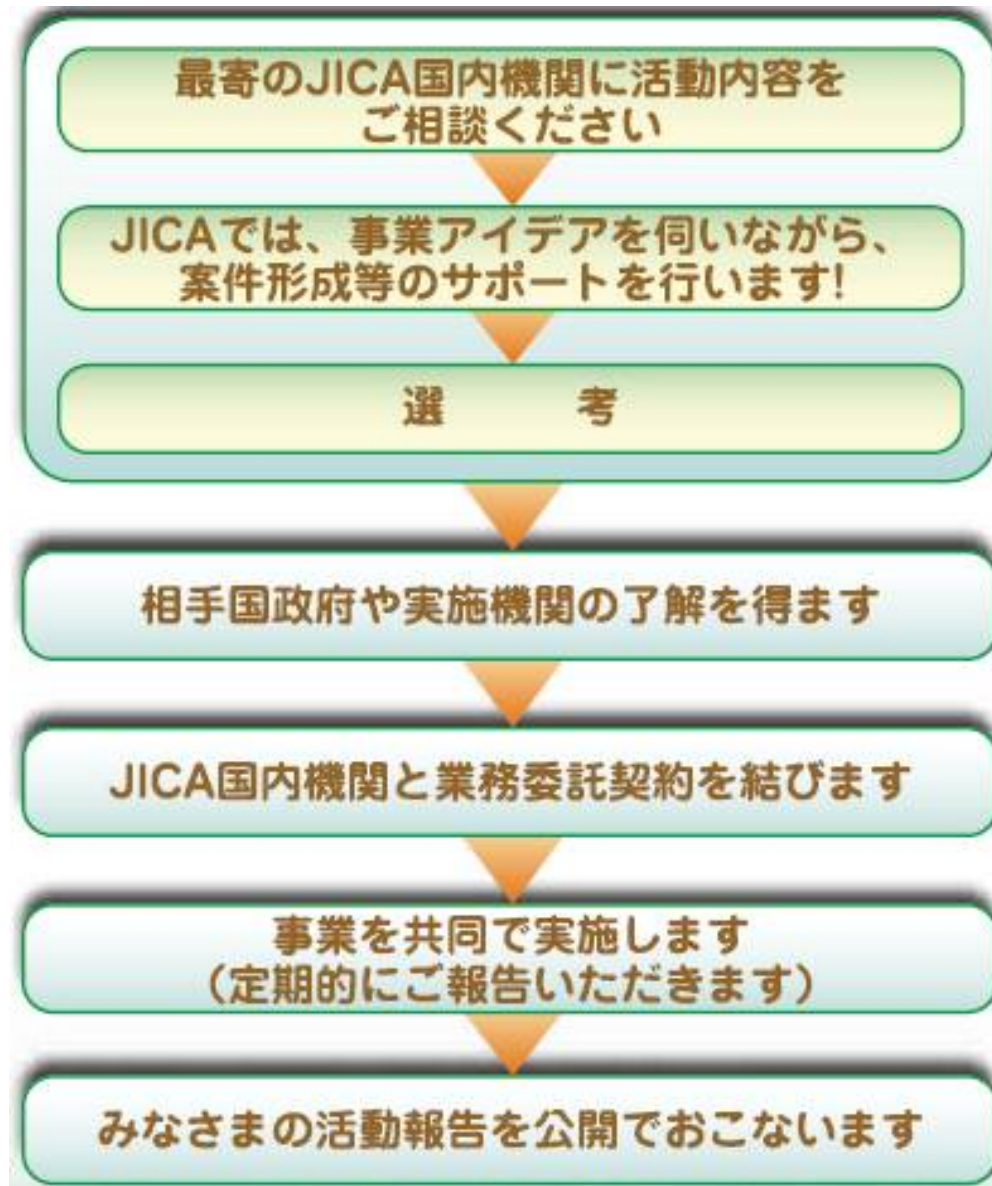 最寄のJICA国内機関に活動内容を
ご相談ください
JICAでは、事業アイデアを伺いながら、
案件形成等のサポートを行います!
選　考
相手国政府や実施機関の了解を得ます
JICA国内機関と業務委託契約を結びます
事業を共同で実施します
（定期的にご報告いただきます）
みなさまの活動報告を公開でおこないます